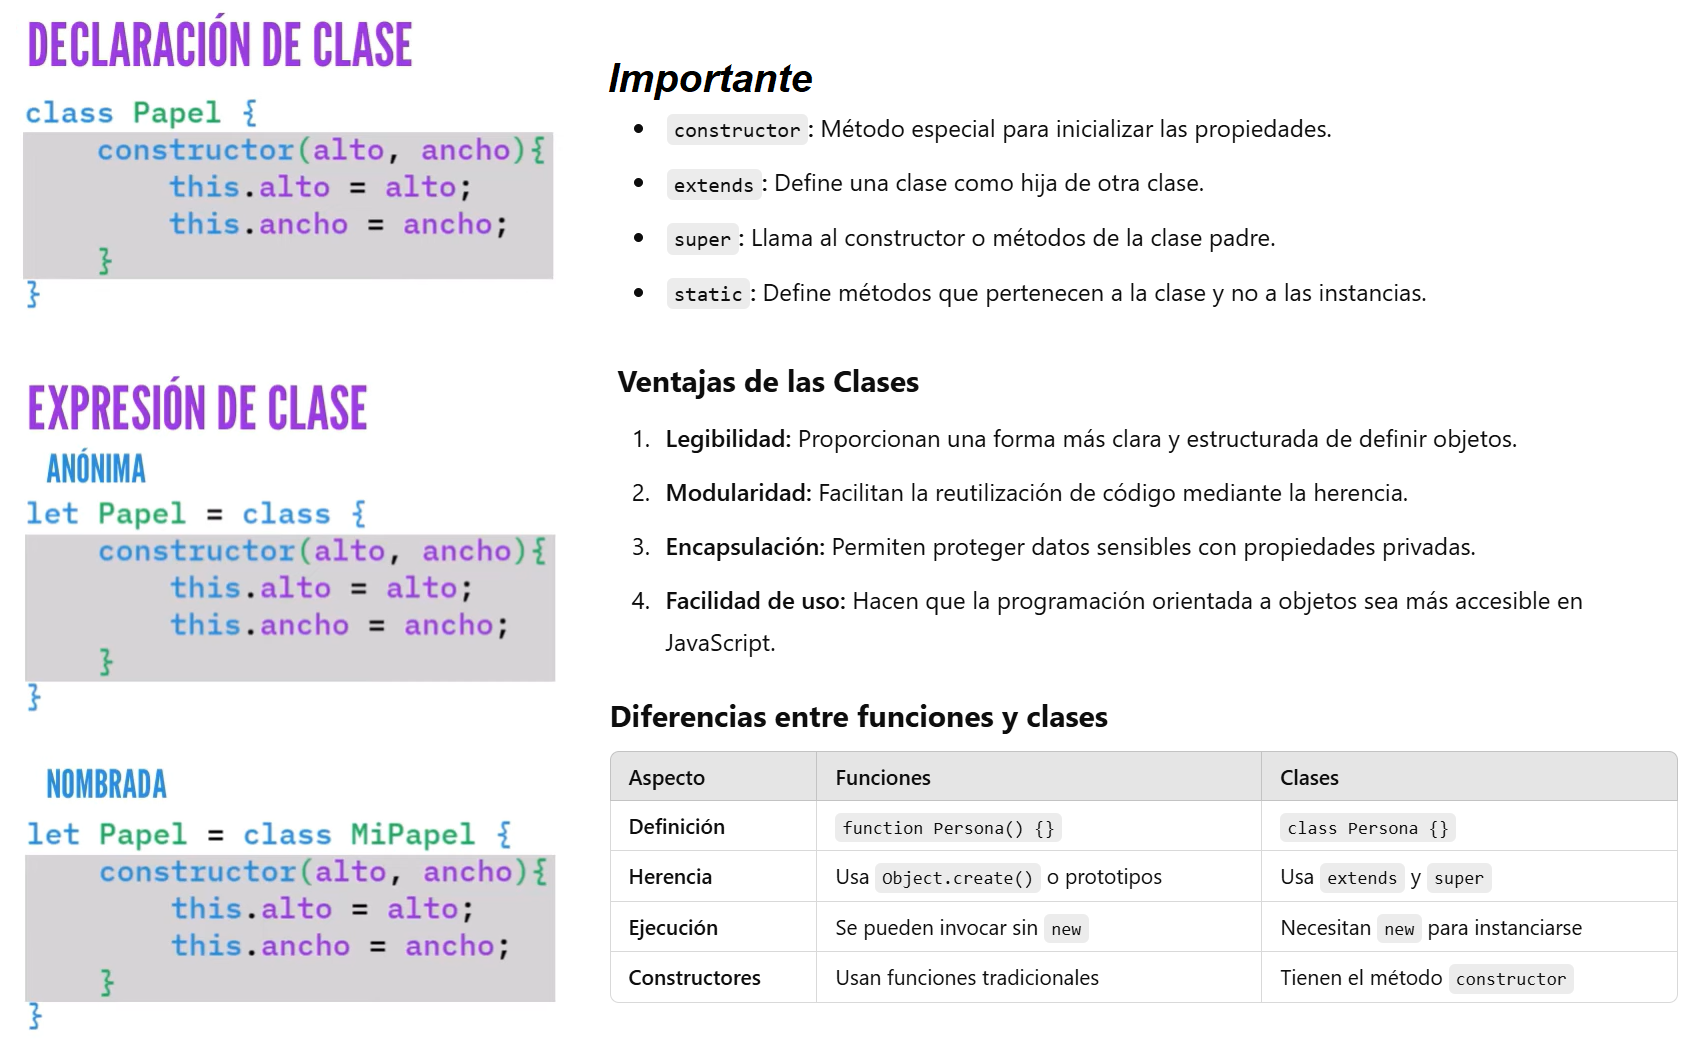 DECLARACIÓN DE CLASE
class Papel {
    constructor(alto, ancho){
        this.alto = alto;
        this.ancho = ancho;
    }
}
EXPRESIÓN DE CLASE
ANÓNIMA
let Papel = class {
    constructor(alto, ancho){
        this.alto = alto;
        this.ancho = ancho;
    }
}
NOMBRADA
let Papel = class MiPapel {
    constructor(alto, ancho){
        this.alto = alto;
        this.ancho = ancho;
    }
}
Importante
• constructor: Método especial para inicializar las propiedades.
• extends: Define una clase como hija de otra clase.
• super: Llama al constructor o métodos de la clase padre.
• static: Define métodos que pertenecen a la clase y no a las instancias.
Ventajas de las Clases
1. Legibilidad: Proporcionan una forma más clara y estructurada de definir objetos.
2. Modularidad: Facilitan la reutilización de código mediante la herencia.
3. Encapsulación: Permiten proteger datos sensibles con propiedades privadas.
4. Facilidad de uso: Hacen que la programación orientada a objetos sea más accesible en
JavaScript.
Diferencias entre funciones y clases
Aspecto Funciones Clases
Definición function Persona() {} class Persona {}
Herencia Usa Object.create() o prototipos Usa extends y super
Ejecución Se pueden invocar sin new Necesitan new para instanciarse
Constructores Usan funciones tradicionales Tienen el método constructor